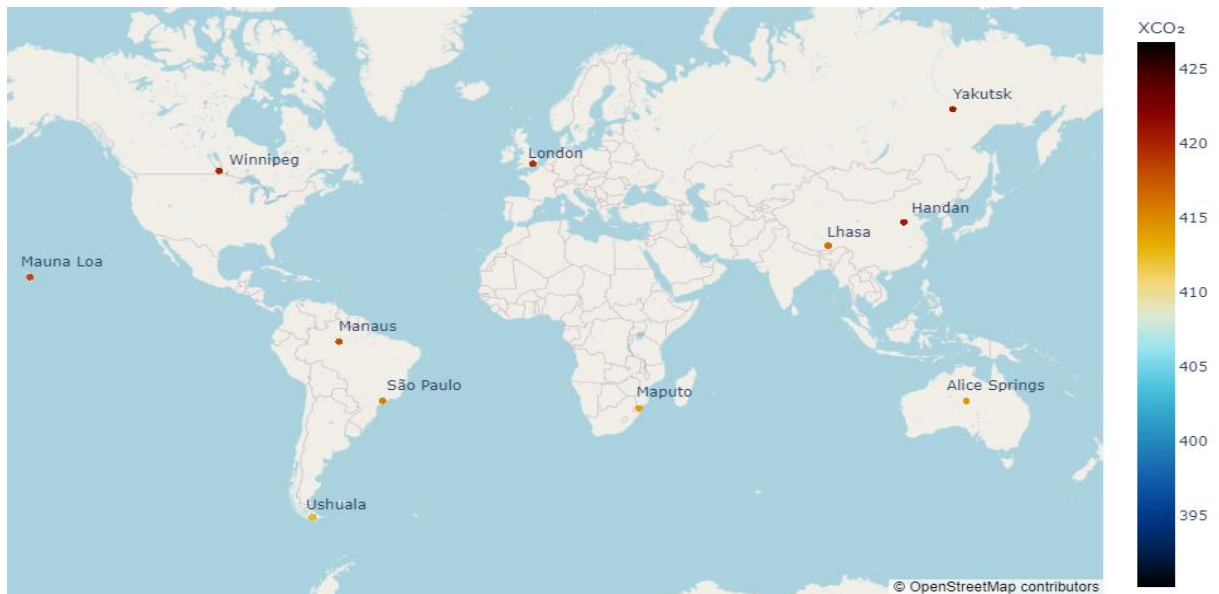 XCO₂
425
Yakutsk
420
London
Winnipeg
Handan
415
Lhasa
Mauna Loa
410
Manaus
405
São Paulo
Maputo
Alice Springs
400
Ushuala
395
© OpenStreetMap contributors